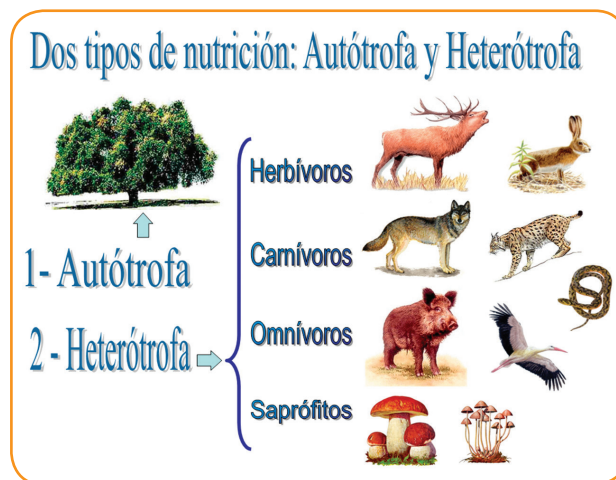 Dos tipos de nutrición: Autótrofa y Heterótrofa
Herbívoros
1- Autótrofa
Carnívoros
2 - Heterótrofa
Omnívoros
Saprófitos